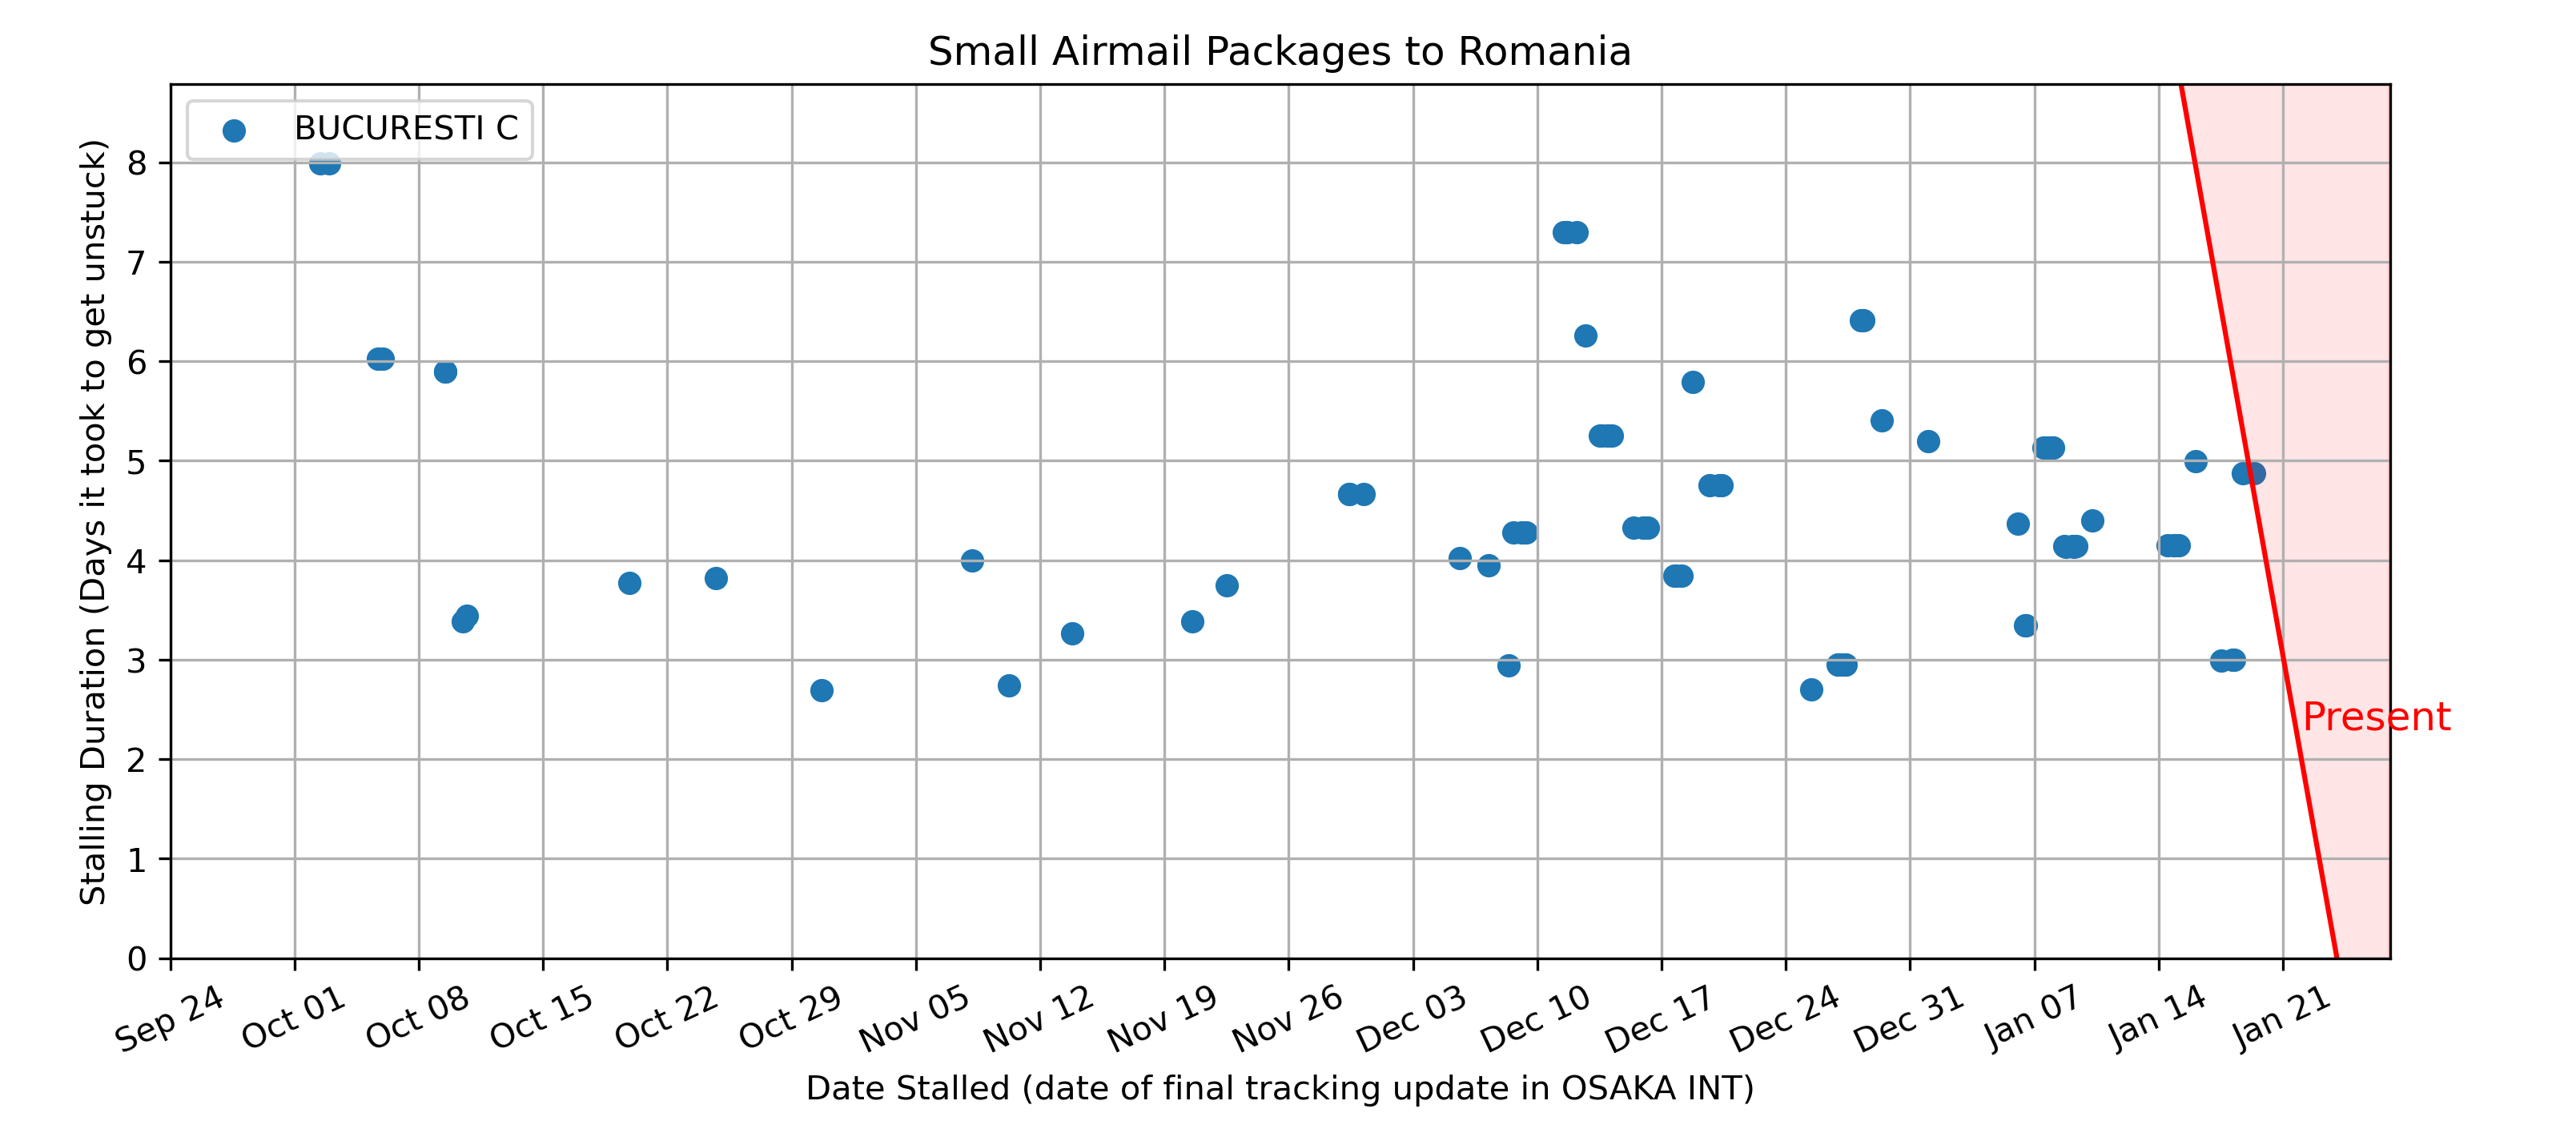 Small Airmail Packages to Romania
BUCURESTI C
Stalling Duration (Days it took to get unstuck)
8
7
6
5
4
3
2
1
0
Present
Sep 24 Oct 01 Oct 08 Oct 15 Oct 22 Oct 29 Nov 05 Nov 12 Nov 19 Nov 26 Dec 03 Dec 10 Dec 17 Dec 24 Dec 31 Jan 07 Jan 14 Jan 21
Date Stalled (date of final tracking update in OSAKA INT)